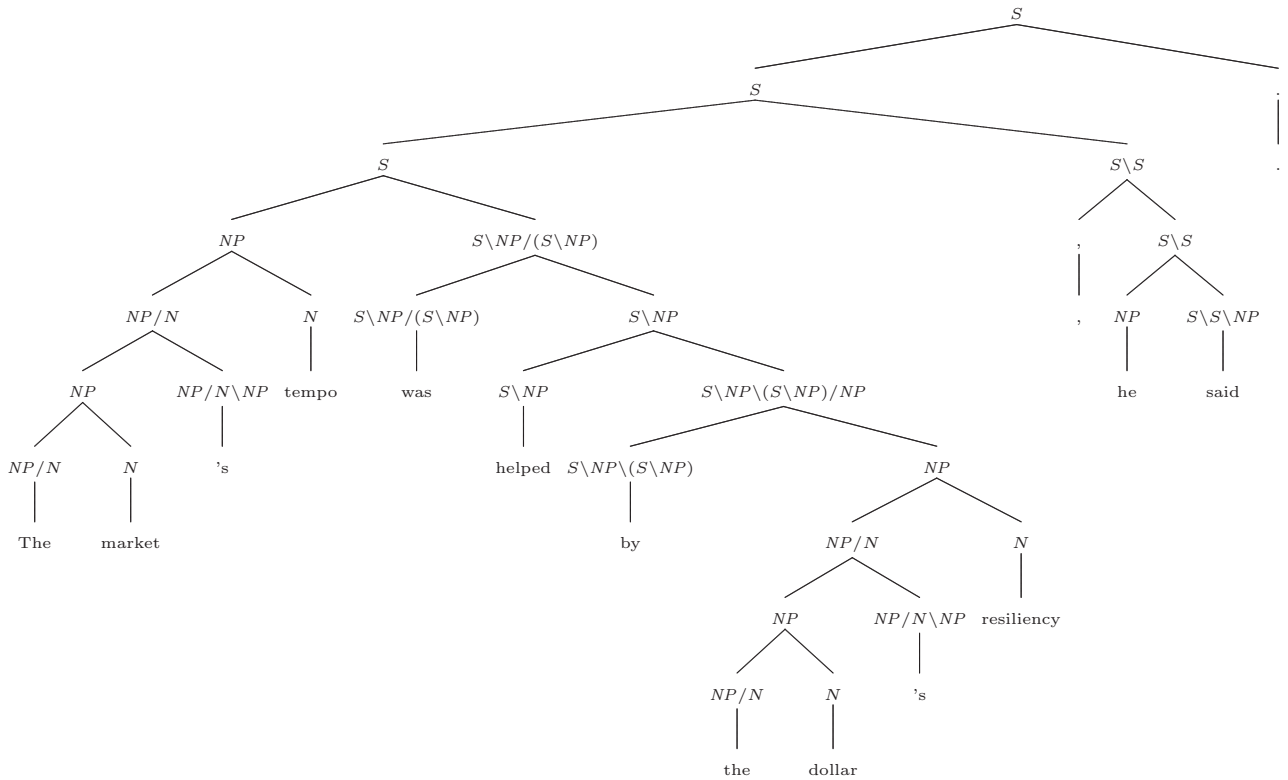 S
S .
S S\S .
NP S\NP/(S\NP) , S\S
NP/N N S\NP/(S\NP) S\NP , NP S\S\NP
NP NP/N\NP tempo was S\NP S\NP\(S\NP)/NP he said
NP/N N 's helped S\NP\(S\NP) NP
The market by NP/N N
NP NP/N\NP resiliency
NP/N N 's
the dollar